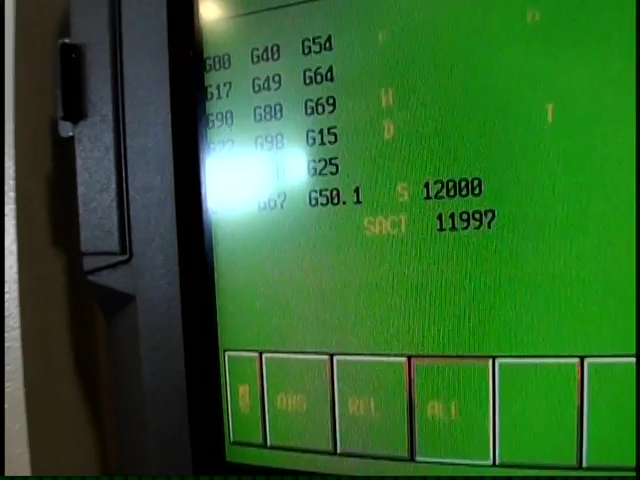 G00 G40 G54 F P
G17 G49 G64
G90 G80 G69 H T
G98 G15 D
G25
G67 G50.1 S 12000
SACT 11997
ABS REL ALL